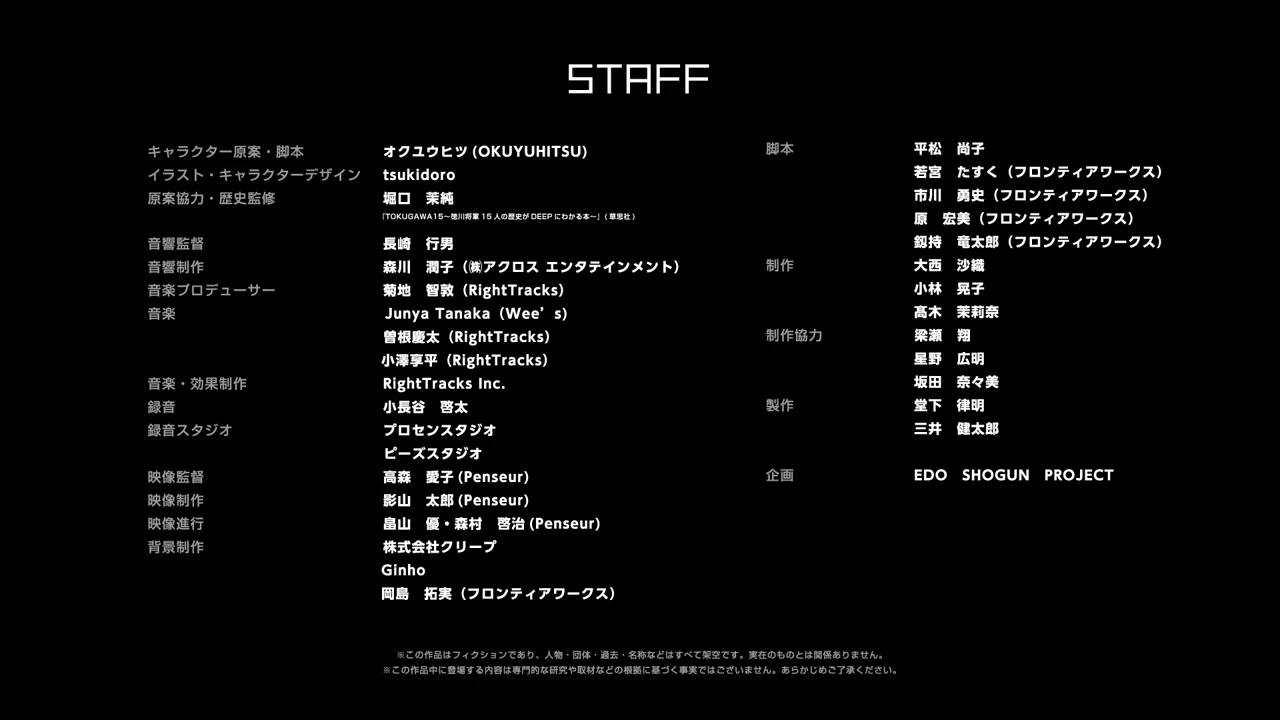 STAFF
キャラクター原案・脚本 オクユウヒツ (OKUYUHITSU)
イラスト・キャラクターデザイン tsukidoro
原案協力・歴史監修 堀口 茉純
「TOKUGAWA15～徳川将軍15人の歴史がDEEPにわかる本～」(草思社)
音響監督 長崎 行男
音響制作 森川 潤子（㈱アクロス エンタテインメント）
音楽プロデューサー 菊地 智敦（RightTracks）
音楽 Junya Tanaka（Wee’s)
曽根慶太（RightTracks）
小澤享平（RightTracks）
音楽・効果制作 RightTracks Inc.
録音 小長谷 啓太
録音スタジオ プロセンスタジオ
ピーズスタジオ
映像監督 高森 愛子 (Penseur)
映像制作 影山 太郎 (Penseur)
映像進行 畠山 優・森村 啓治 (Penseur)
背景制作 株式会社クリープ
Ginho
岡島 拓実（フロンティアワークス）
脚本 平松 尚子
若宮 たすく（フロンティアワークス）
市川 勇史（フロンティアワークス）
原 宏美（フロンティアワークス）
釼持 竜太郎（フロンティアワークス）
制作 大西 沙織
小林 晃子
髙木 茉莉奈
制作協力 梁瀬 翔
星野 広明
坂田 奈々美
製作 堂下 律明
三井 健太郎
企画 EDO SHOGUN PROJECT
※この作品はフィクションであり、人物・団体・過去・名称などはすべて架空です。実在のものとは関係ありません。
※この作品中に登場する内容は専門的な研究や取材などの根拠に基づく事実ではございません。あらかじめご了承ください。